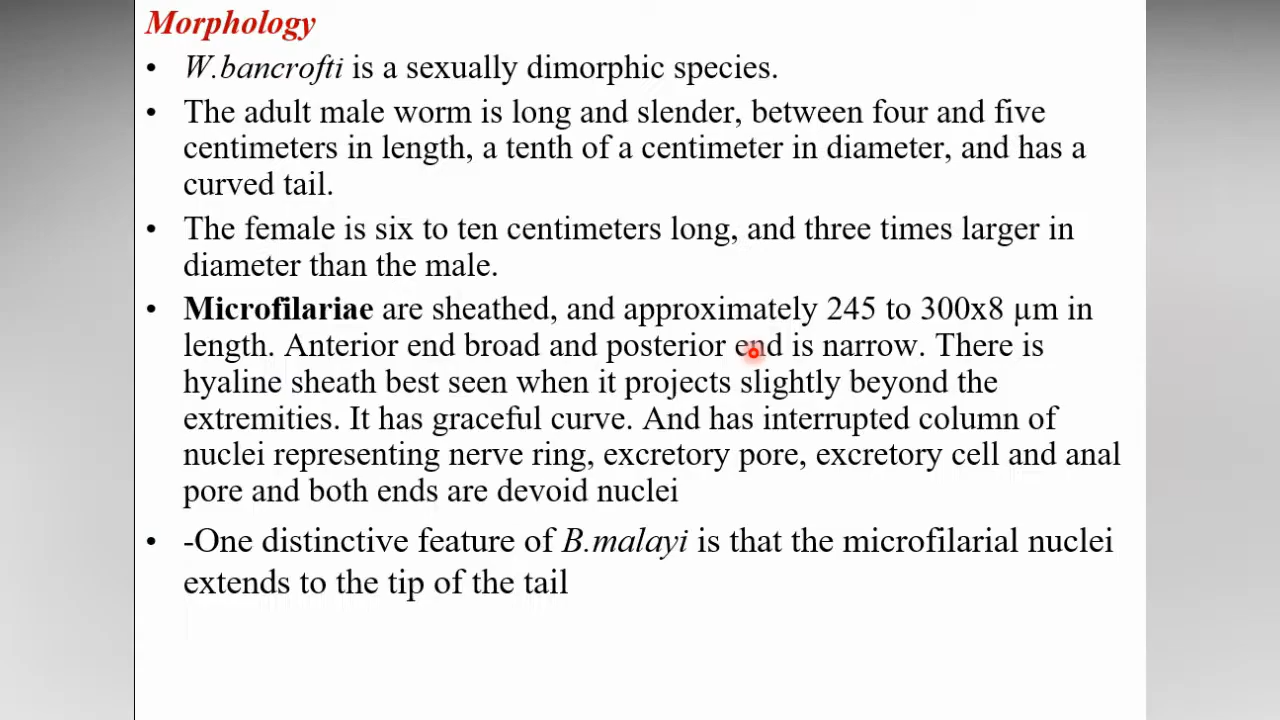 Morphology
• W.bancrofti is a sexually dimorphic species.
• The adult male worm is long and slender, between four and five
centimeters in length, a tenth of a centimeter in diameter, and has a
curved tail.
• The female is six to ten centimeters long, and three times larger in
diameter than the male.
• Microfilariae are sheathed, and approximately 245 to 300x8 µm in
length. Anterior end broad and posterior end is narrow. There is
hyaline sheath best seen when it projects slightly beyond the
extremities. It has graceful curve. And has interrupted column of
nuclei representing nerve ring, excretory pore, excretory cell and anal
pore and both ends are devoid nuclei
• -One distinctive feature of B.malayi is that the microfilarial nuclei
extends to the tip of the tail